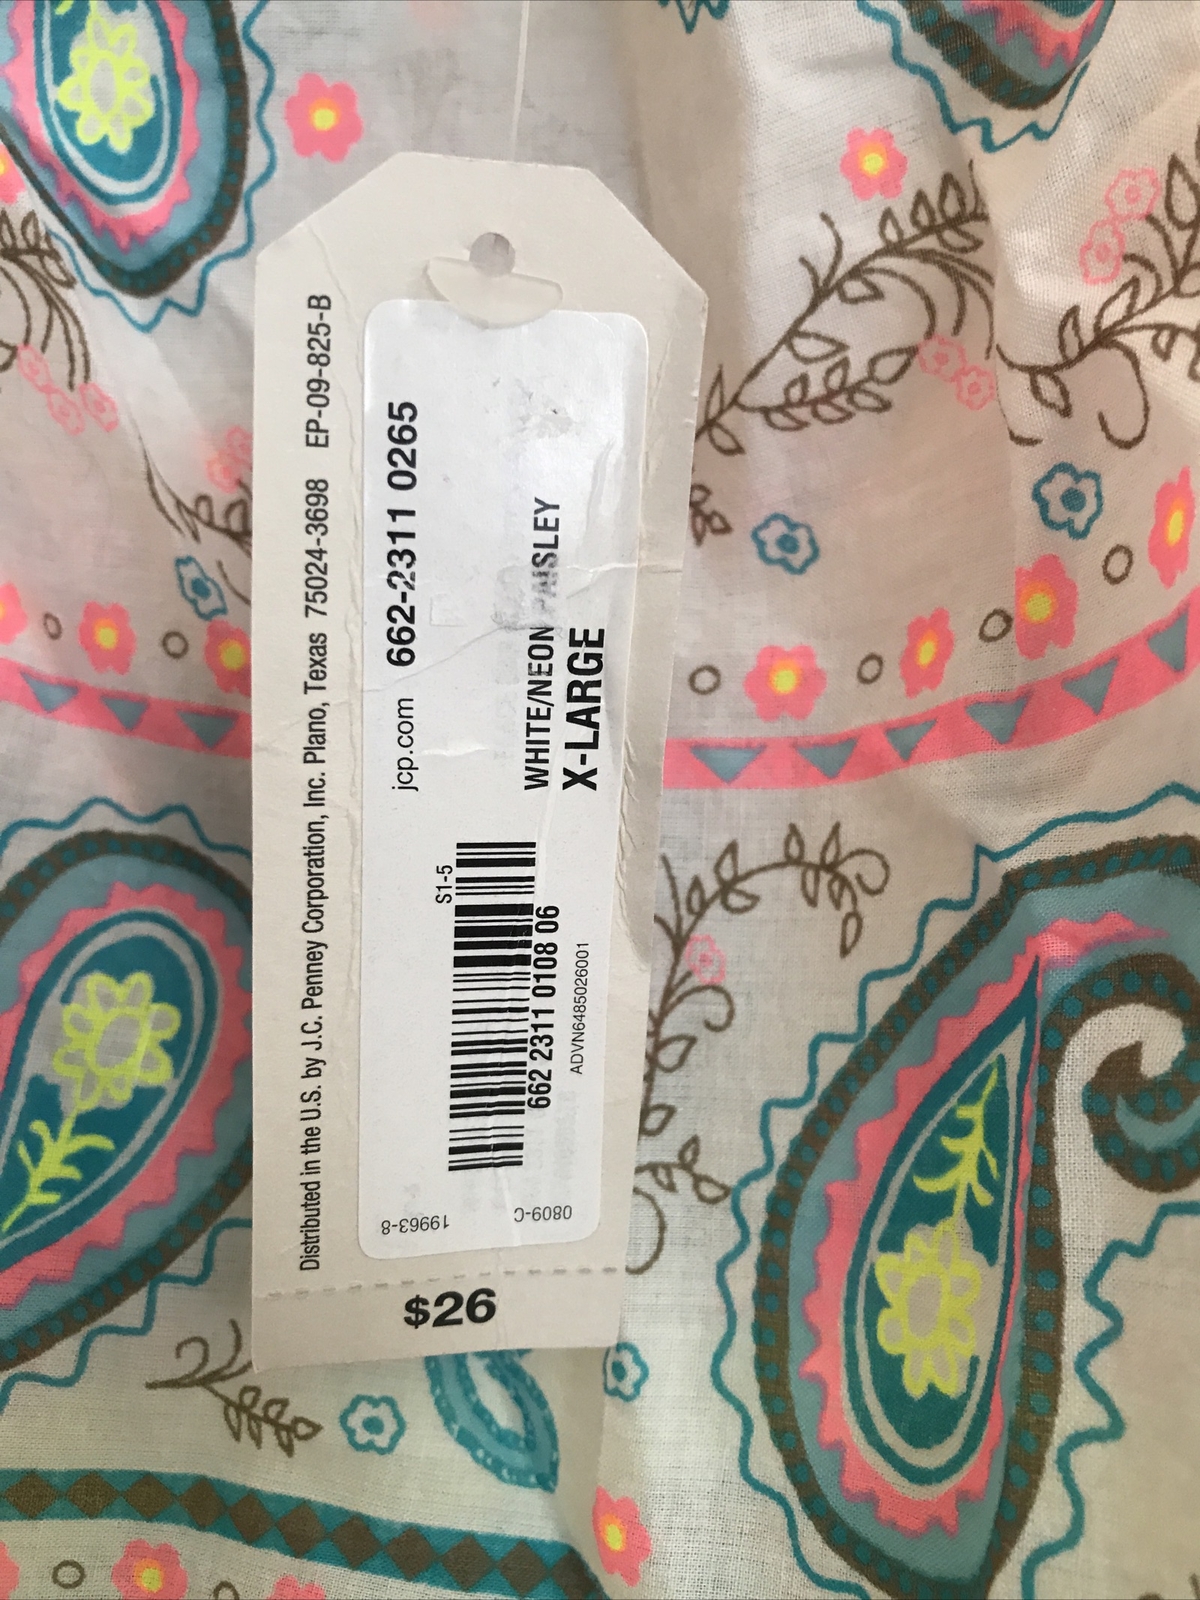 Distributed in the U.S. by J.C. Penney Corporation, Inc. Plano, Texas 75024-3698 EP-09-825-B
jcp.com 662-2311 0265
WHITE/NEON PAISLEY
X-LARGE
S1-5
662 2311 0108 06
ADVN6485026001
19963-8
0809-C
$26